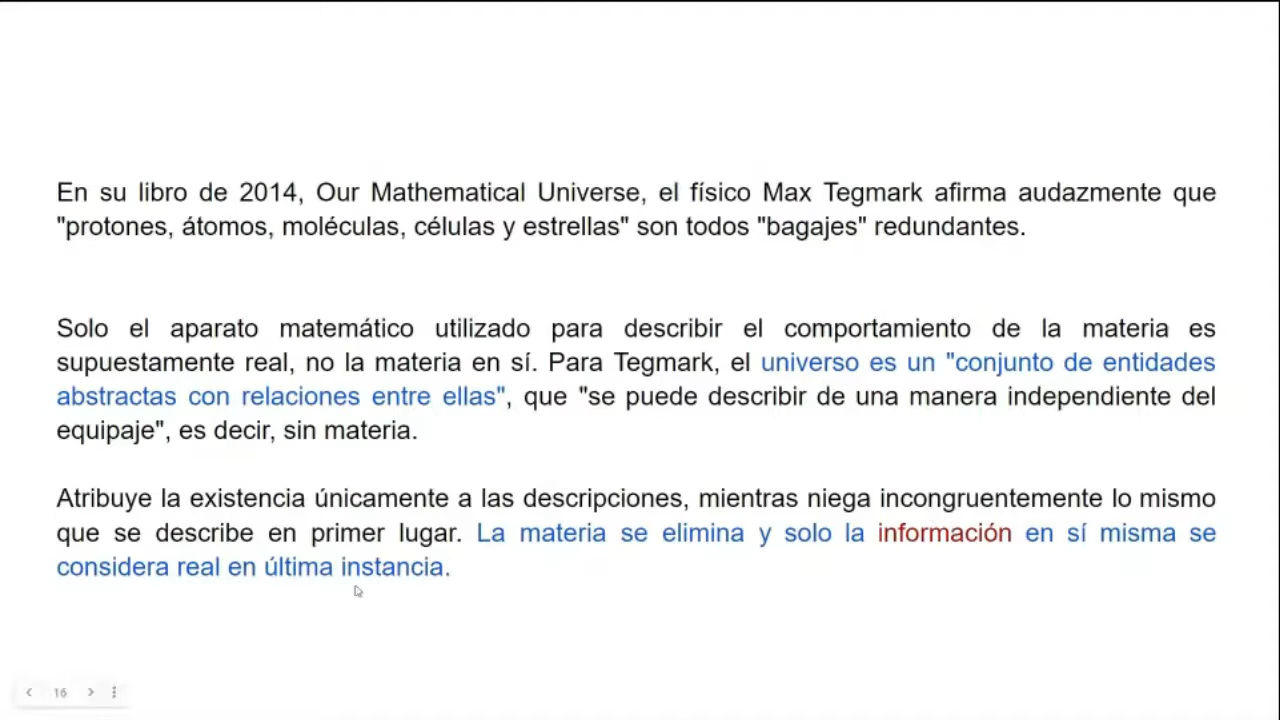 En su libro de 2014, Our Mathematical Universe, el físico Max Tegmark afirma audazmente que
"protones, átomos, moléculas, células y estrellas" son todos "bagajes" redundantes.
Solo el aparato matemático utilizado para describir el comportamiento de la materia es
supuestamente real, no la materia en sí. Para Tegmark, el universo es un "conjunto de entidades
abstractas con relaciones entre ellas", que "se puede describir de una manera independiente del
equipaje", es decir, sin materia.
Atribuye la existencia únicamente a las descripciones, mientras niega incongruentemente lo mismo
que se describe en primer lugar. La materia se elimina y solo la información en sí misma se
considera real en última instancia.
16